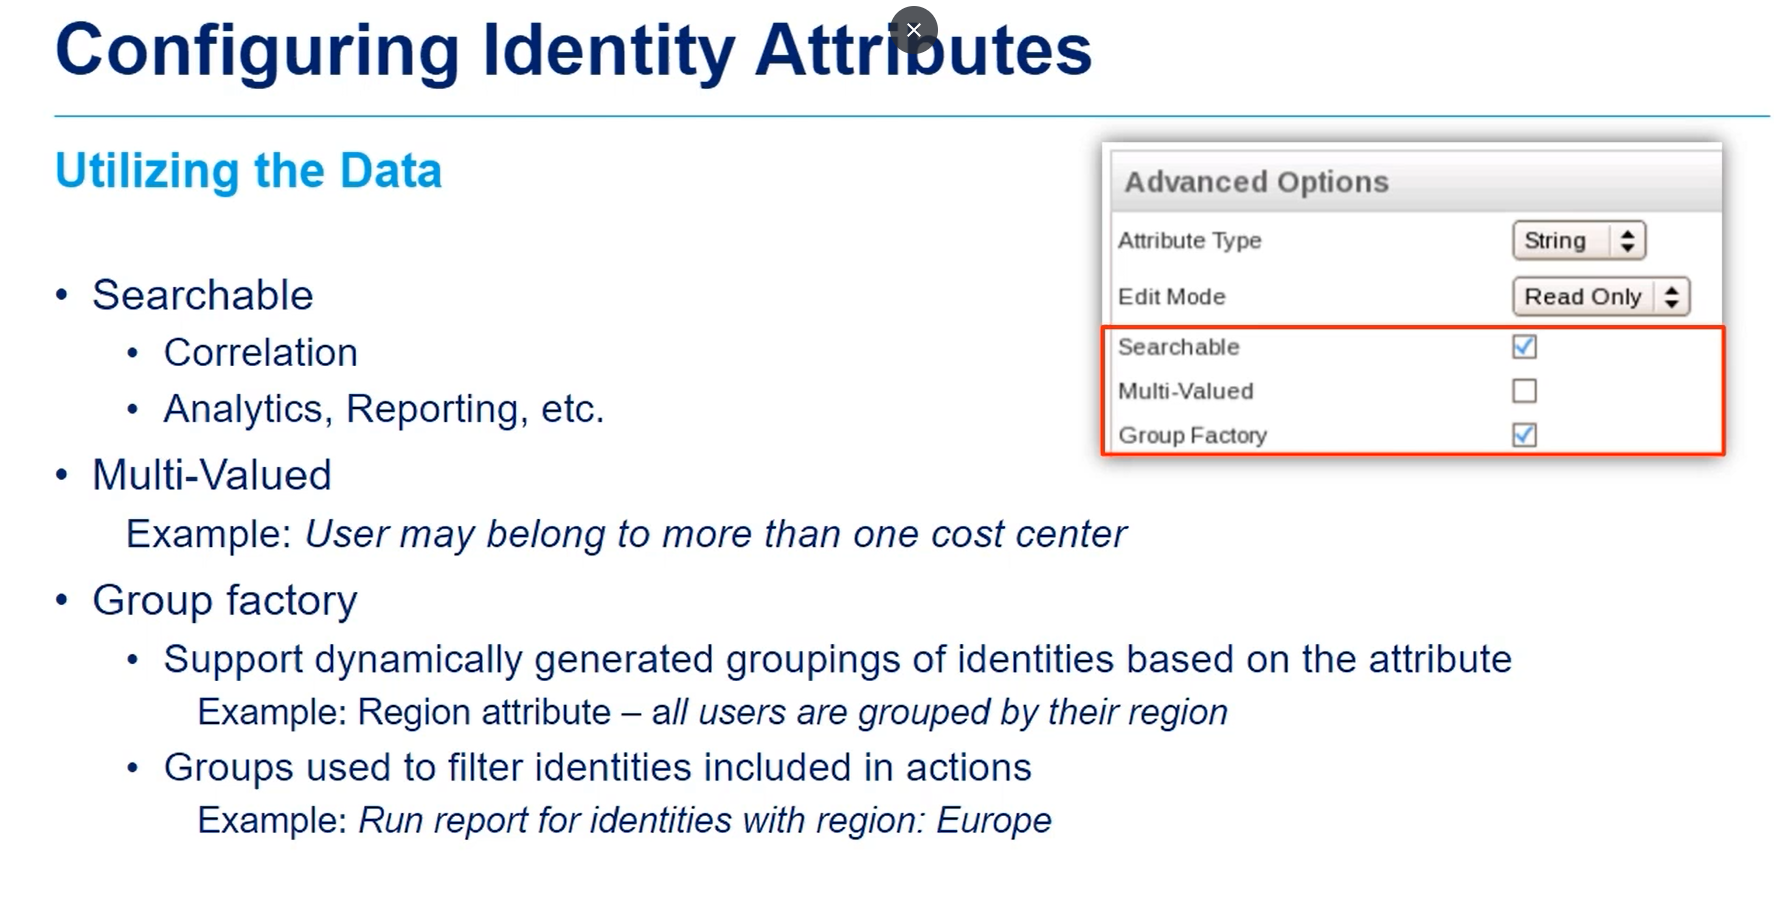 Configuring Identity Attributes
Utilizing the Data
• Searchable
• Correlation
• Analytics, Reporting, etc.
• Multi-Valued
Example: User may belong to more than one cost center
• Group factory
• Support dynamically generated groupings of identities based on the attribute
Example: Region attribute – all users are grouped by their region
• Groups used to filter identities included in actions
Example: Run report for identities with region: Europe
Advanced Options
Attribute Type String
Edit Mode Read Only
Searchable
Multi-Valued
Group Factory